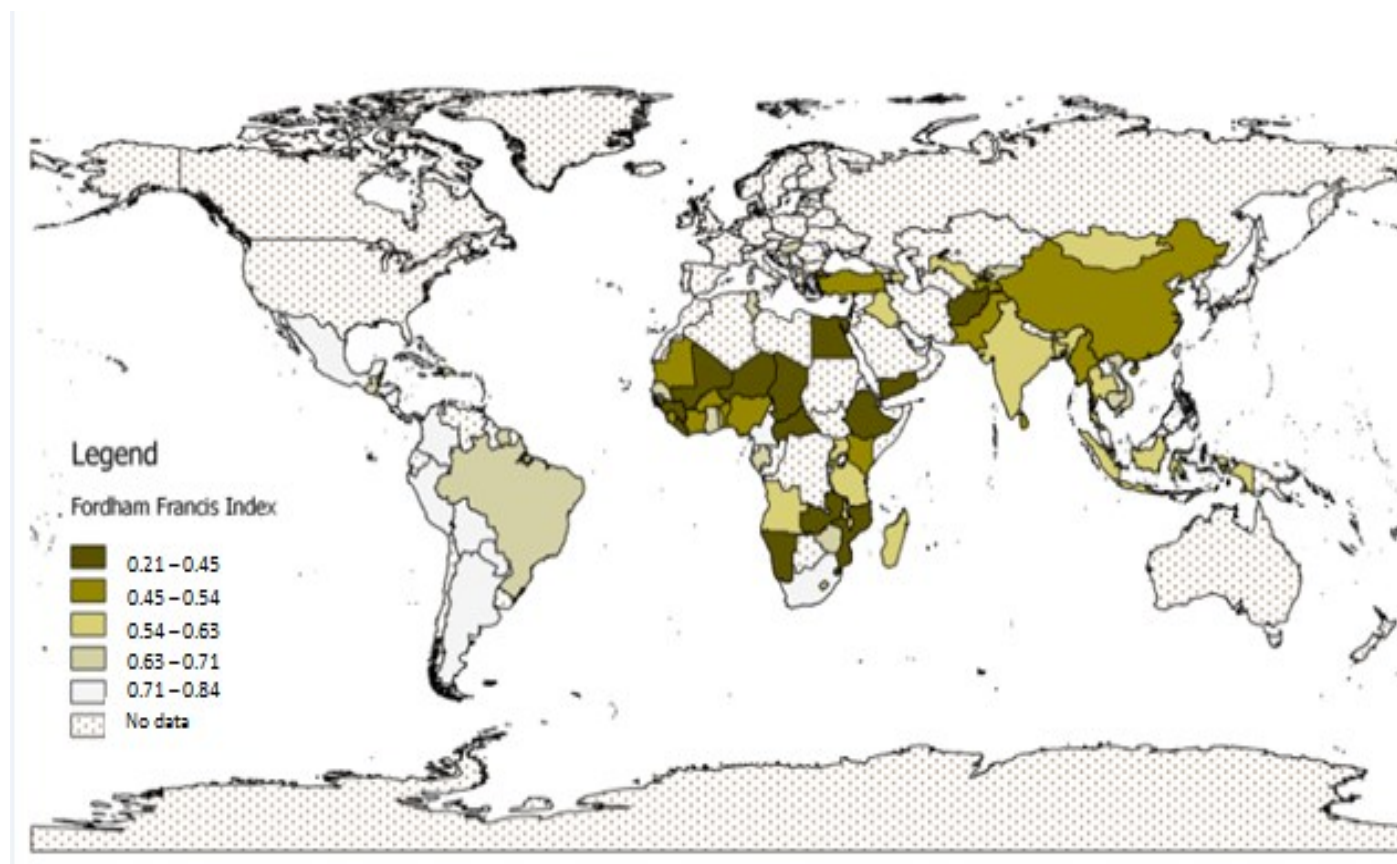 Legend
Fordham Francis Index
0.21 – 0.45
0.45 – 0.54
0.54 – 0.63
0.63 – 0.71
0.71 – 0.84
No data